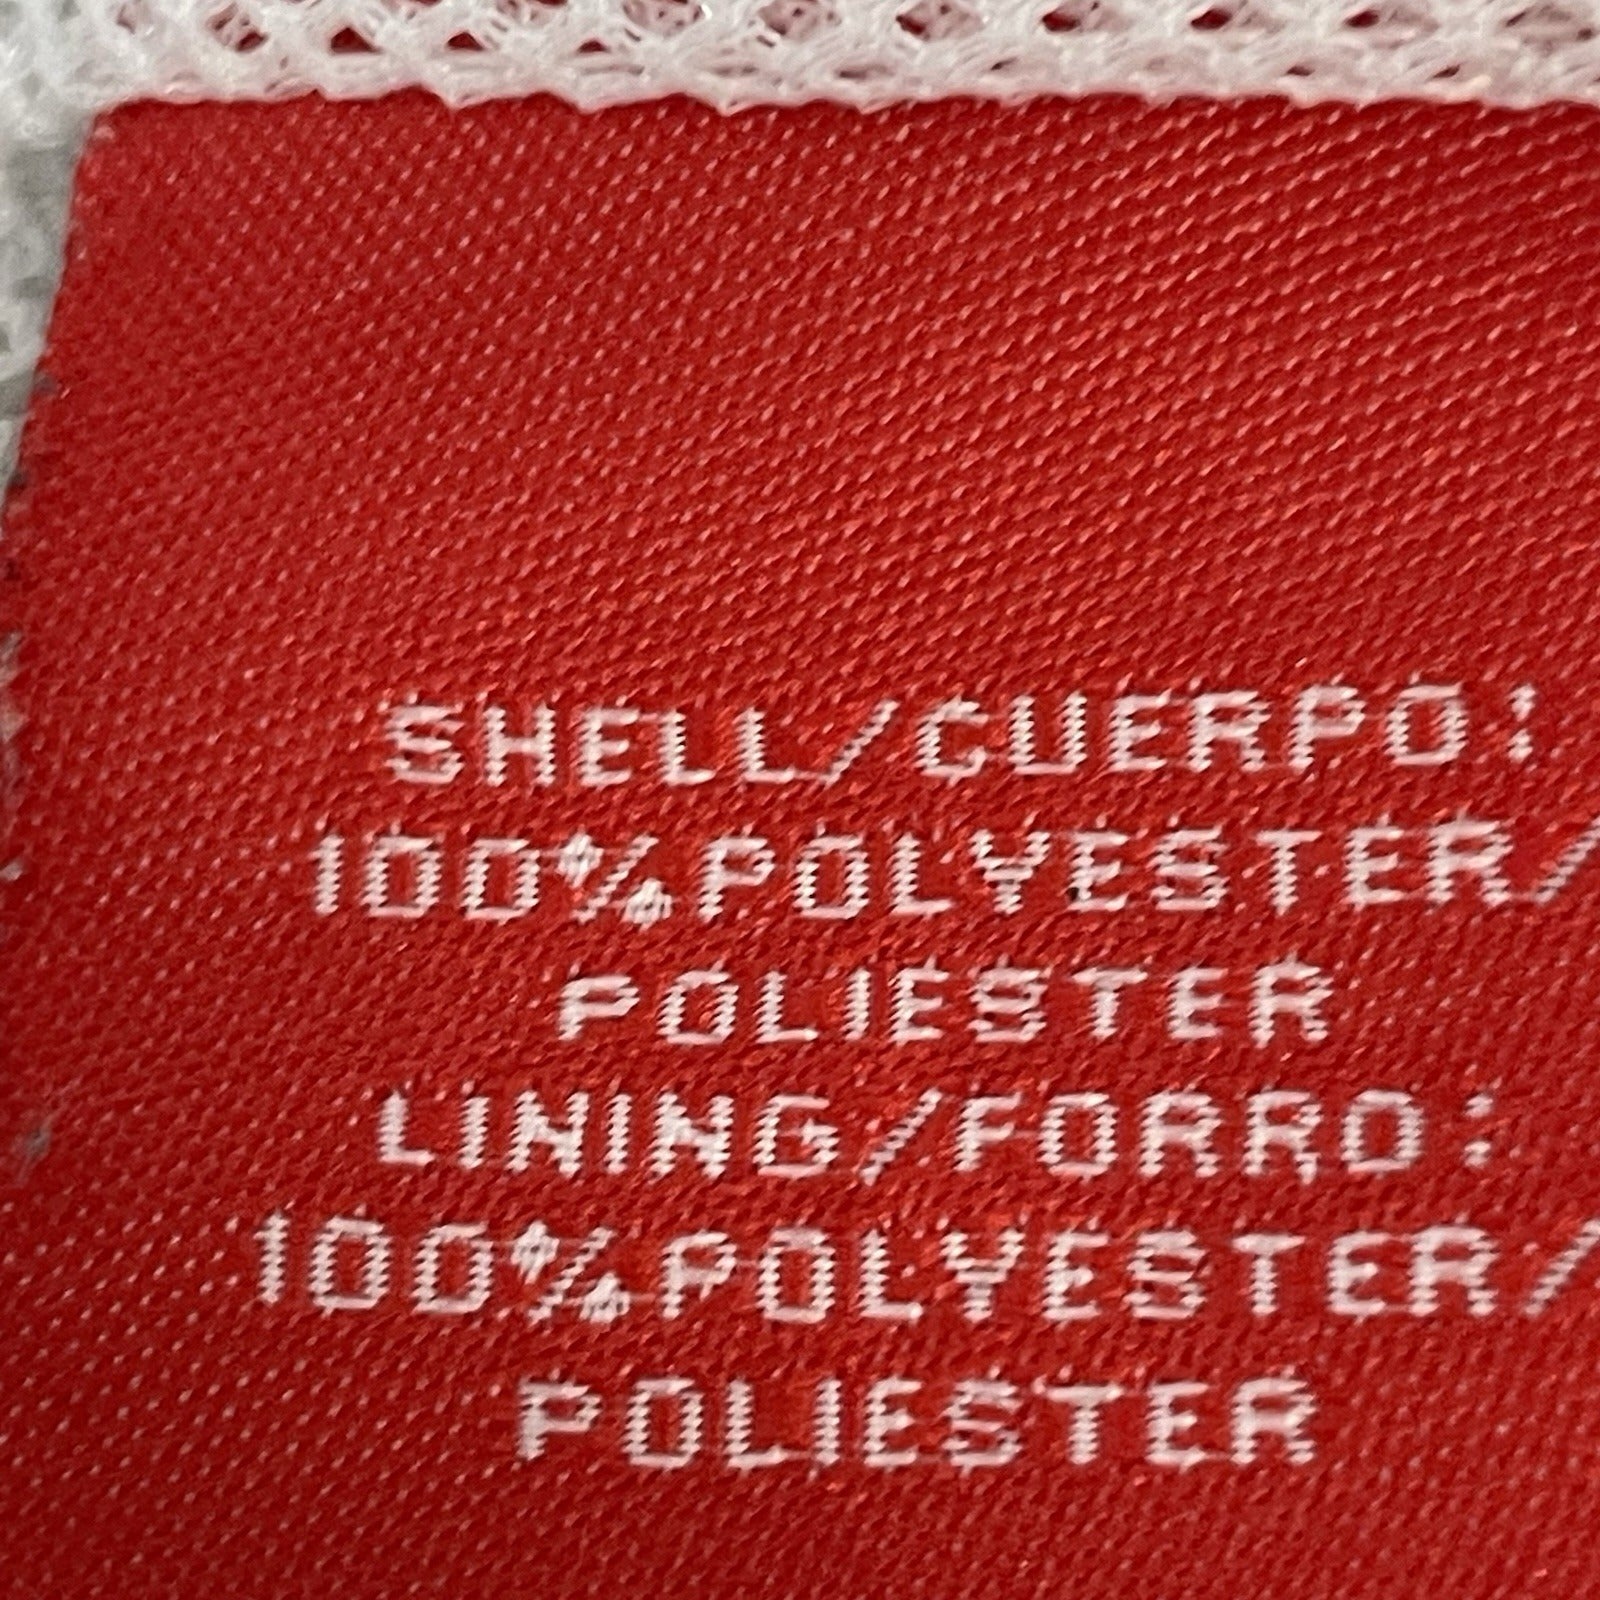 SHELL/CUERPO:
100%POLYESTER/
POLIESTER
LINING/FORRO:
100%POLYESTER/
POLIESTER